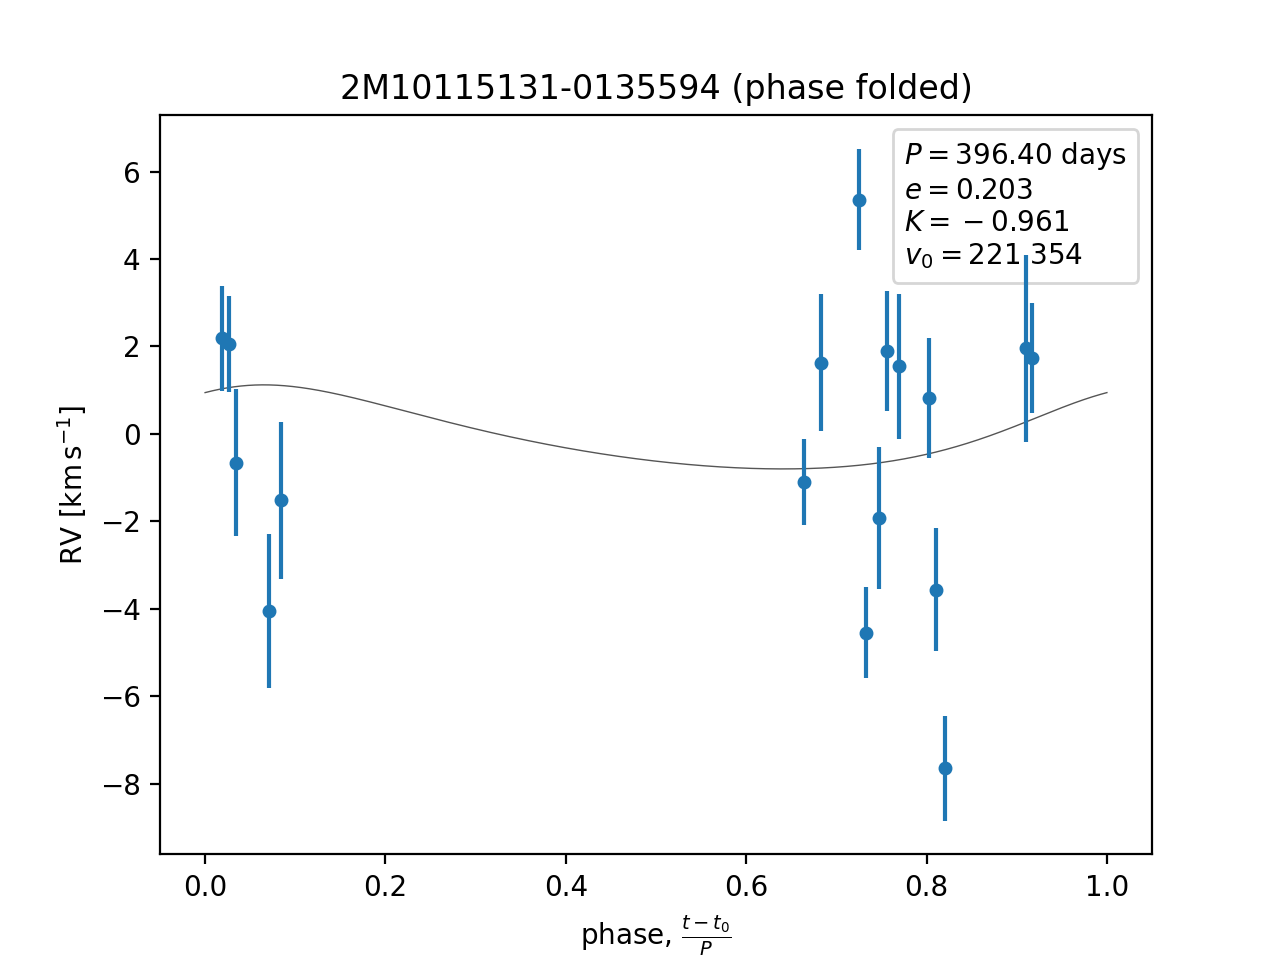 2M10115131-0135594 (phase folded)
P = 396.40 days
e = 0.203
K = −0.961
v₀ = 221.354
6
4
2
0
−2
−4
−6
−8
RV [km s⁻¹]
0.0 0.2 0.4 0.6 0.8 1.0
phase, (t − t₀)/P